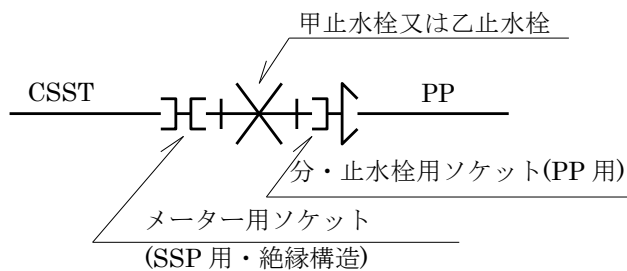 甲止水栓又は乙止水栓
CSST
PP
分・止水栓用ソケット(PP 用)
メーター用ソケット
(SSP 用・絶縁構造)